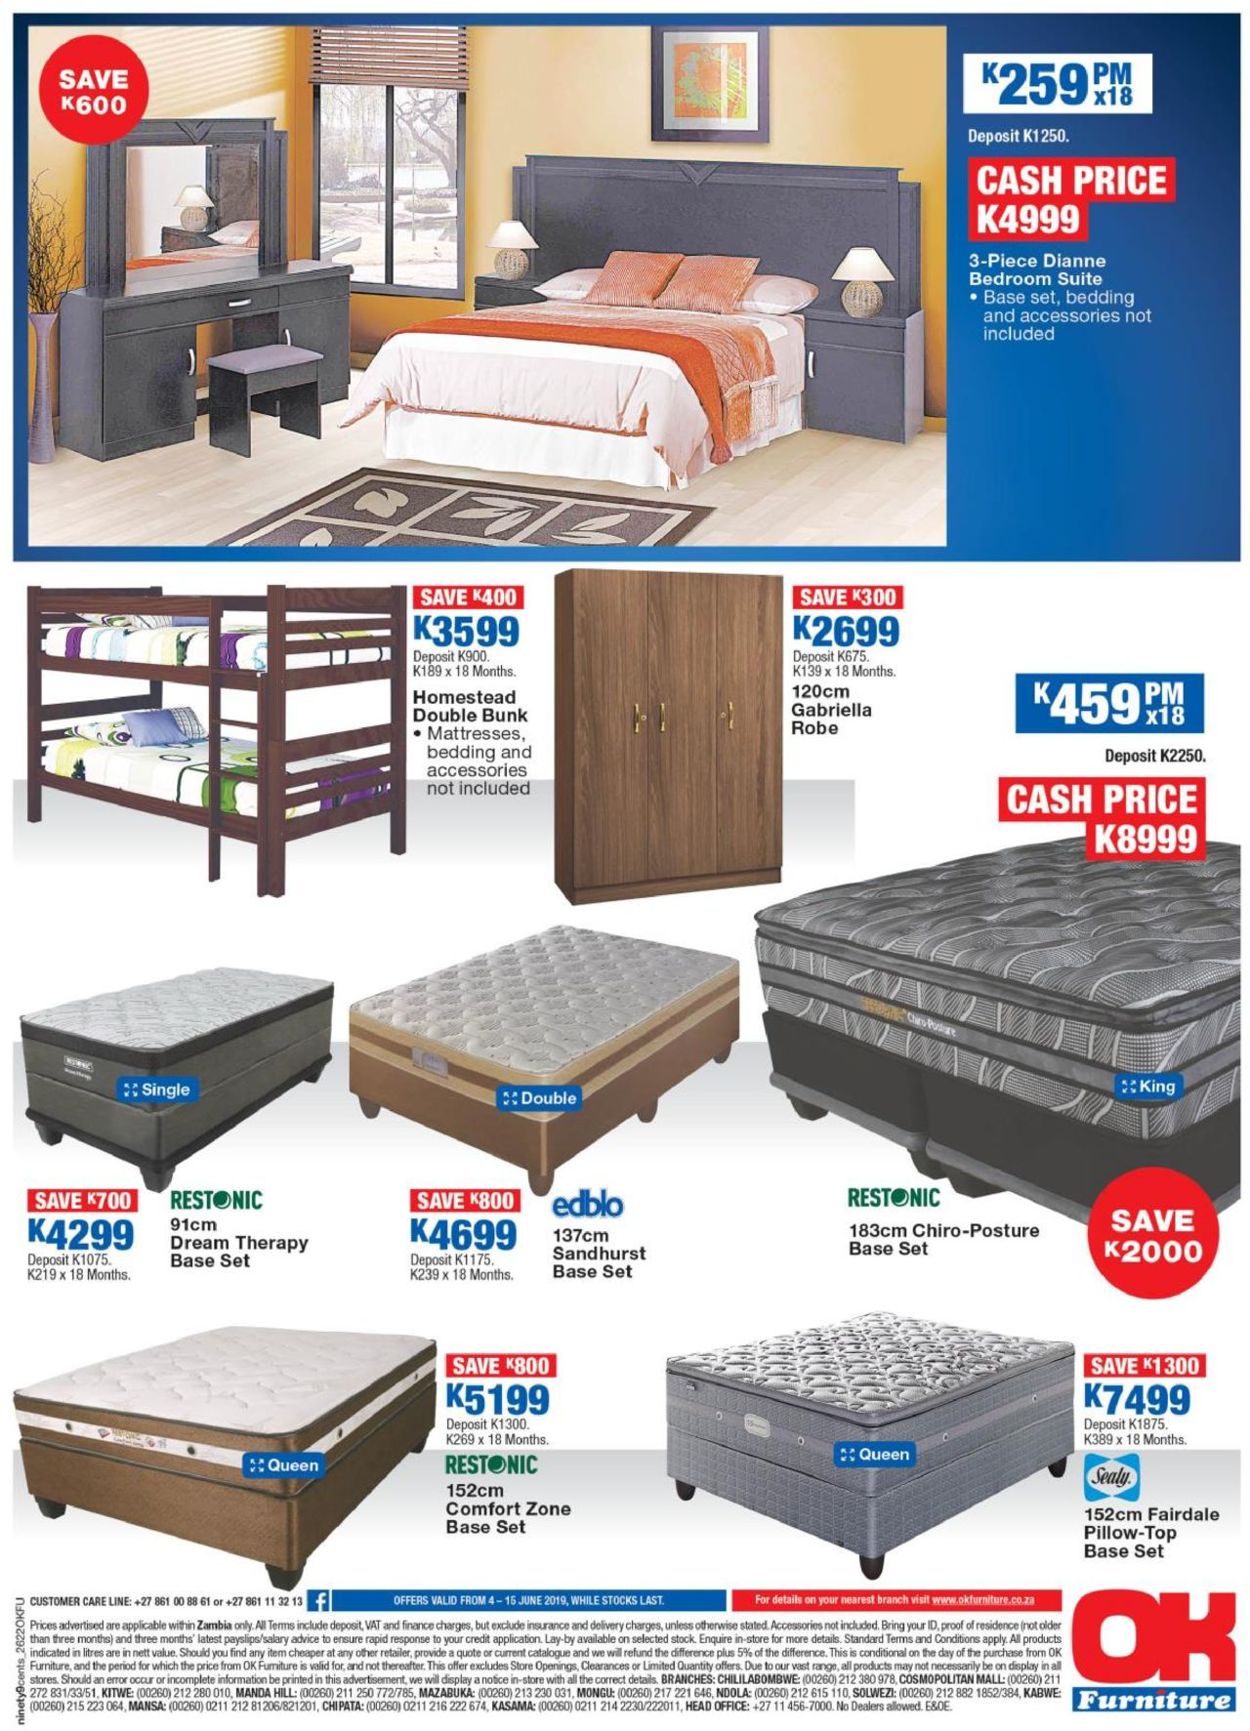 SAVE
K600
K259 PM x18
Deposit K1250.
CASH PRICE
K4999
3-Piece Dianne
Bedroom Suite
• Base set, bedding
and accessories not
included
SAVE K400
K3599
Deposit K900.
K189 x 18 Months.
Homestead
Double Bunk
• Mattresses,
bedding and
accessories
not included
SAVE K300
K2699
Deposit K675.
K139 x 18 Months.
120cm
Gabriella
Robe
K459 PM x18
Deposit K2250.
CASH PRICE
K8999
Chiro-Posture
King
RESTONIC
183cm Chiro-Posture
Base Set
SAVE
K2000
RESTONIC
Single
SAVE K700
K4299
Deposit K1075.
K219 x 18 Months.
RESTONIC
91cm
Dream Therapy
Base Set
Double
SAVE K800
K4699
Deposit K1175.
K239 x 18 Months.
edblo
137cm
Sandhurst
Base Set
Queen
SAVE K800
K5199
Deposit K1300.
K269 x 18 Months.
RESTONIC
152cm
Comfort Zone
Base Set
Queen
SAVE K1300
K7499
Deposit K1875.
K389 x 18 Months.
Sealy.
152cm Fairdale
Pillow-Top
Base Set
ninety9cents_2622OKFU
CUSTOMER CARE LINE: +27 861 00 88 61 or +27 861 11 32 13
OFFERS VALID FROM 4 – 15 JUNE 2019, WHILE STOCKS LAST.
For details on your nearest branch visit www.okfurniture.co.za
Prices advertised are applicable within Zambia only. All Terms include deposit, VAT and finance charges, but exclude insurance and delivery charges, unless otherwise stated. Accessories not included. Bring your ID, proof of residence (not older
than three months) and three months' latest payslips/salary advice to ensure rapid response to your credit application. Lay-by available on selected stock. Enquire in-store for more details. Standard Terms and Conditions apply. All products
indicated in litres are in nett value. Should you find any item cheaper at any other retailer, provide a quote or current catalogue and we will refund the difference plus 5% of the difference. This is conditional on the day of the purchase from OK
Furniture, and the period for which the price from OK Furniture is valid for, and not thereafter. This offer excludes Store Openings, Clearances or Limited Quantity offers. Due to our vast range, all products may not necessarily be on display in all
stores. Should an error occur or incomplete information be printed in this advertisement, we will display a notice in-store with all the correct details. BRANCHES: CHILILABOMBWE: (00260) 212 380 978, COSMOPOLITAN MALL: (00260) 211
272 831/33/51, KITWE: (00260) 212 280 010, MANDA HILL: (00260) 211 250 772/785, MAZABUKA: (00260) 213 230 031, MONGU: (00260) 217 221 646, NDOLA: (00260) 212 615 110, SOLWEZI: (00260) 212 882 1852/384, KABWE:
(00260) 215 223 064, MANSA: (00260) 0211 212 81206/821201, CHIPATA: (00260) 0211 216 222 674, KASAMA: (00260) 0211 214 2230/222011, HEAD OFFICE: +27 11 456-7000. No Dealers allowed. E&OE.
OK
Furniture